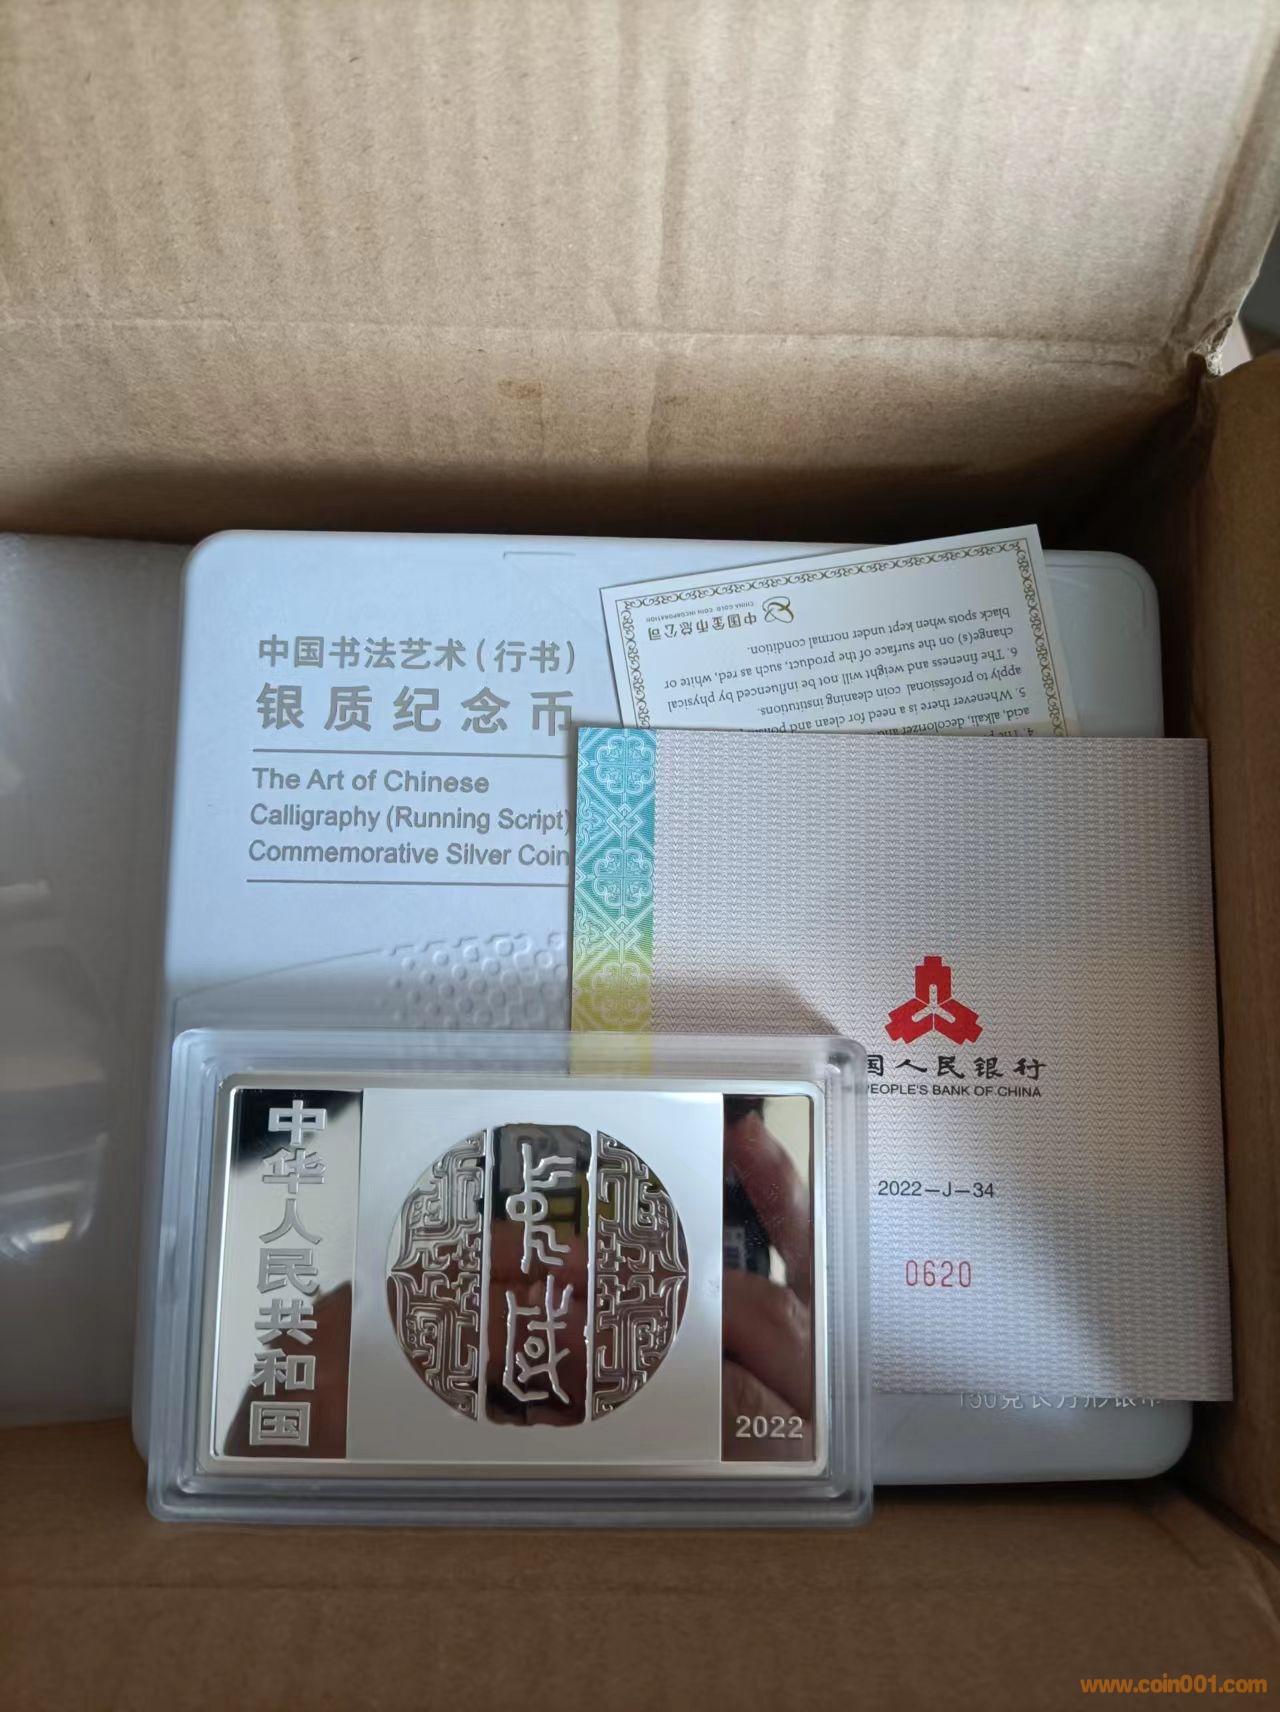 中国书法艺术(行书)
银质纪念币
The Art of Chinese
Calligraphy (Running Script)
Commemorative Silver Coin
中国金币总公司
CHINA GOLD COIN INCORPORATION
black spots when kept under normal condition.
change(s) on the surface of the product, such as red, white or
6. The fineness and weight will not be influenced by physical
apply to professional coin cleaning institutions.
5. Whenever there is a need for clean and
acid, alkali, decolorizer and
国人民银行
PEOPLE'S BANK OF CHINA
2022-J-34
0620
中华人民共和国
2022
150克长方形银币
www.coin001.com